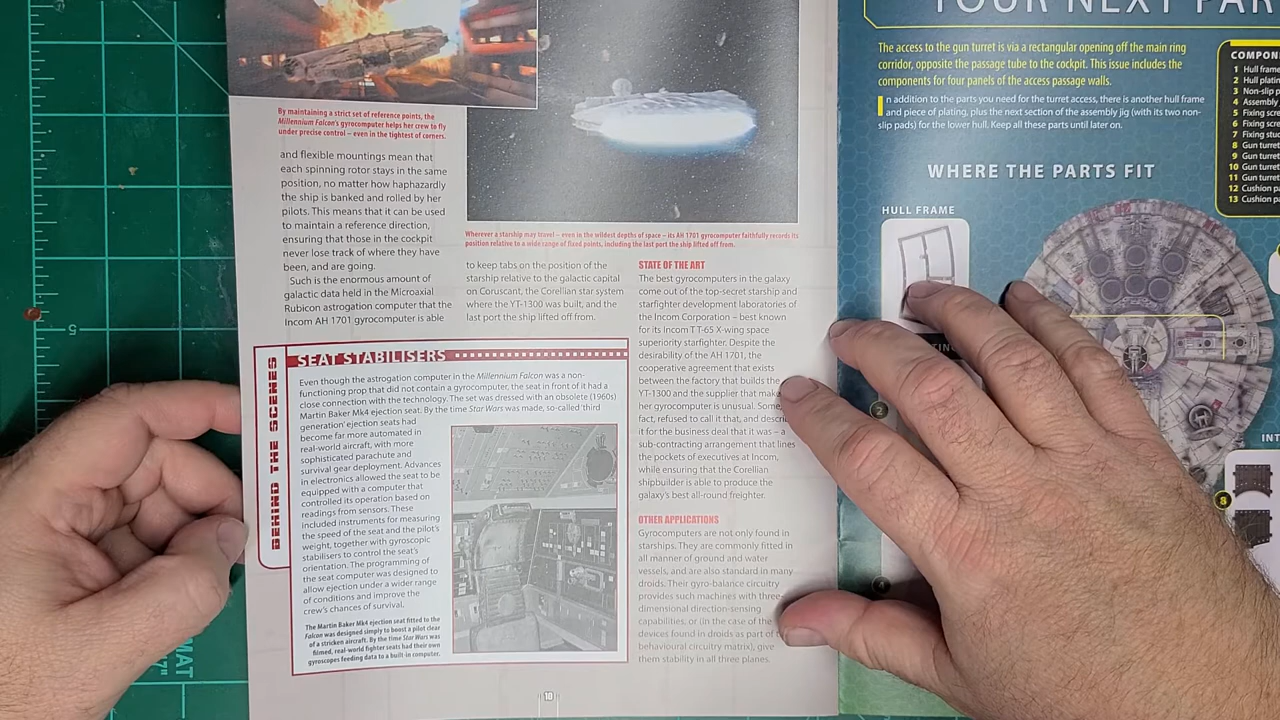 By maintaining a strict set of reference points, the
Millennium Falcon's gyrocomputer helps her crew to fly
under precise control – even in the tightest of corners.
and flexible mountings mean that
each spinning rotor stays in the same
position, no matter how haphazardly
the ship is banked and rolled by her
pilots. This means that it can be used
to maintain a reference direction,
ensuring that those in the cockpit
never lose track of where they have
been, and are going.
Such is the enormous amount of
galactic data held in the Microaxial
Rubicon astrogation computer that the
Incom AH 1701 gyrocomputer is able
Wherever a starship may travel – even in the wildest depths of space – its AH 1701 gyrocomputer faithfully records its
position relative to a wide range of fixed points, including the last port the ship lifted off from.
to keep tabs on the position of the
starship relative to the galactic capital
on Coruscant, the Corellian star system
where the YT-1300 was built, and the
last port the ship lifted off from.
STATE OF THE ART
The best gyrocomputers in the galaxy
come out of the top-secret starship and
starfighter development laboratories of
the Incom Corporation – best known
for its Incom T T-65 X-wing space
superiority starfighter. Despite the
desirability of the AH 1701, the
cooperative agreement that exists
between the factory that builds the
YT-1300 and the supplier that make
her gyrocomputer is unusual. Some,
fact, refused to call it that, and
it for the business deal that it was – a
sub-contracting arrangement that lines
the pockets of executives at Incom,
while ensuring that the Corellian
shipbuilder is able to produce the
galaxy's best all-round freighter.
OTHER APPLICATIONS
Gyrocomputers are not only found in
starships. They are commonly fitted in
all manner of ground and water
vessels, and are also standard in many
droids. Their gyro-balance circuitry
provides such machines with three-
dimensional direction-sensing
capabilities, or (in the case of the
devices found in droids as part of
behavioural circuitry matrix), give
them stability in all three planes.
BEHIND THE SCENES
SEAT STABILISERS
Even though the astrogation computer in the Millennium Falcon was a non-
functioning prop that did not contain a gyrocomputer, the seat in front of it had a
close connection with the technology. The set was dressed with an obsolete (1960s)
Martin Baker Mk4 ejection seat. By the time Star Wars was made, so-called 'third
generation' ejection seats had
become far more automated in
real-world aircraft, with more
sophisticated parachute and
survival gear deployment. Advances
in electronics allowed the seat to be
equipped with a computer that
controlled its operation based on
readings from sensors. These
included instruments for measuring
the speed of the seat and the pilot's
weight, together with gyroscopic
stabilisers to control the seat's
orientation. The programming of
the seat computer was designed to
allow ejection under a wider range
of conditions and improve the
crew's chances of survival.
The Martin Baker Mk4 ejection seat fitted to the
Falcon was designed simply to boost a pilot clear
of a stricken aircraft. By the time Star Wars was
filmed, real-world fighter seats had their own
gyroscopes feeding data to a built-in computer.
10
YOUR NEXT PAR
The access to the gun turret is via a rectangular opening off the main ring
corridor, opposite the passage tube to the cockpit. This issue includes the
components for four panels of the access passage walls.
In addition to the parts you need for the turret access, there is another hull frame
and piece of plating, plus the next section of the assembly jig (with its two non-
slip pads) for the lower hull. Keep all these parts until later on.
COMPON
1 Hull frame
2 Hull platin
3 Non-slip p
4 Assembly
5 Fixing scre
6 Fixing scre
7 Fixing stud
8 Gun turret
9 Gun turret
10 Gun turret
11 Gun turret
12 Cushion pa
13 Cushion pa
WHERE THE PARTS FIT
HULL FRAME
2
INT
8
4
MAT
5